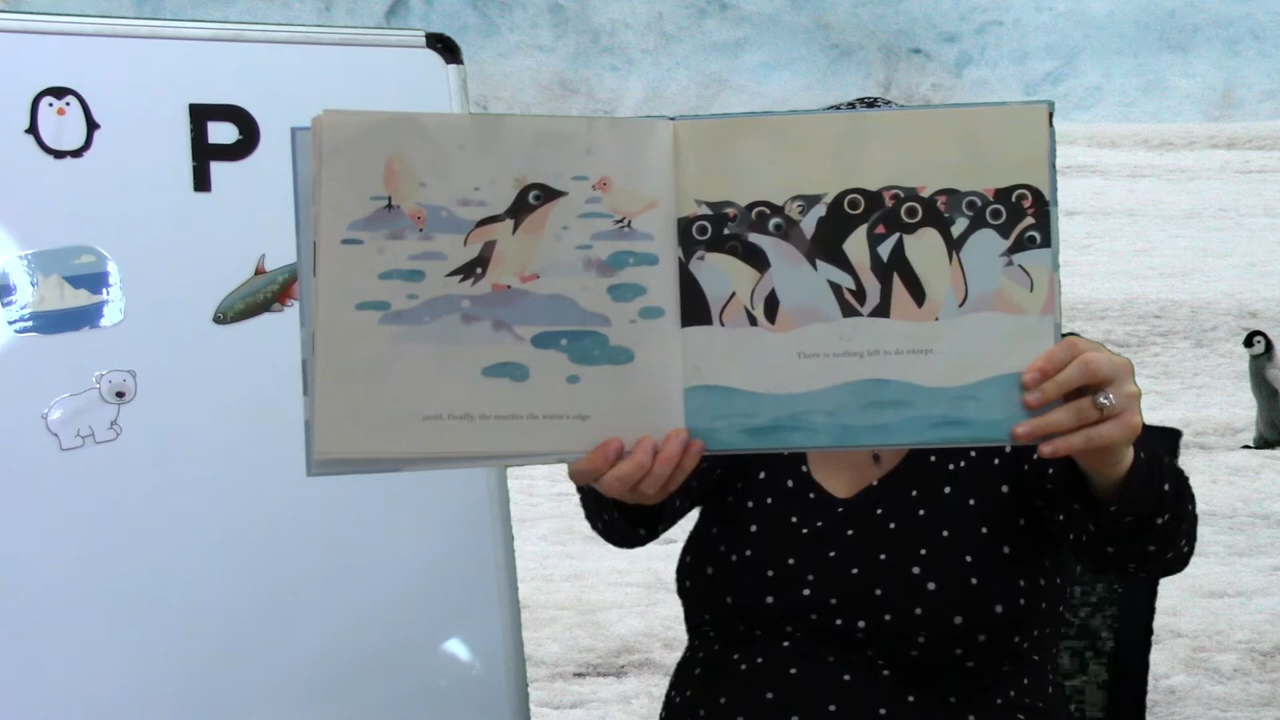 P
...until, finally, she reaches the water's edge.
There is nothing left to do except...